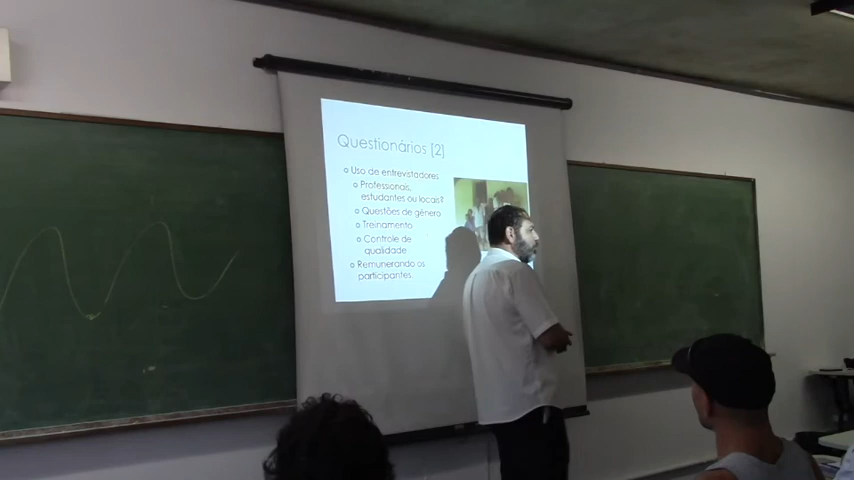 Questionários [2]
Uso de entrevistadores
Professionais,
estudantes ou locais?
Questões de gênero
Treinamento
Controle de
qualidade
Remunerando os
participantes.